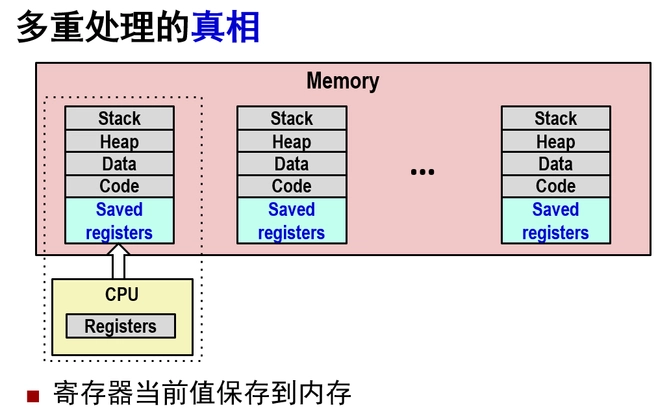 多重处理的真相
Memory
Stack
Heap
Data
Code
Saved
registers
Stack
Heap
Data
Code
Saved
registers
...
Stack
Heap
Data
Code
Saved
registers
CPU
Registers
寄存器当前值保存到内存